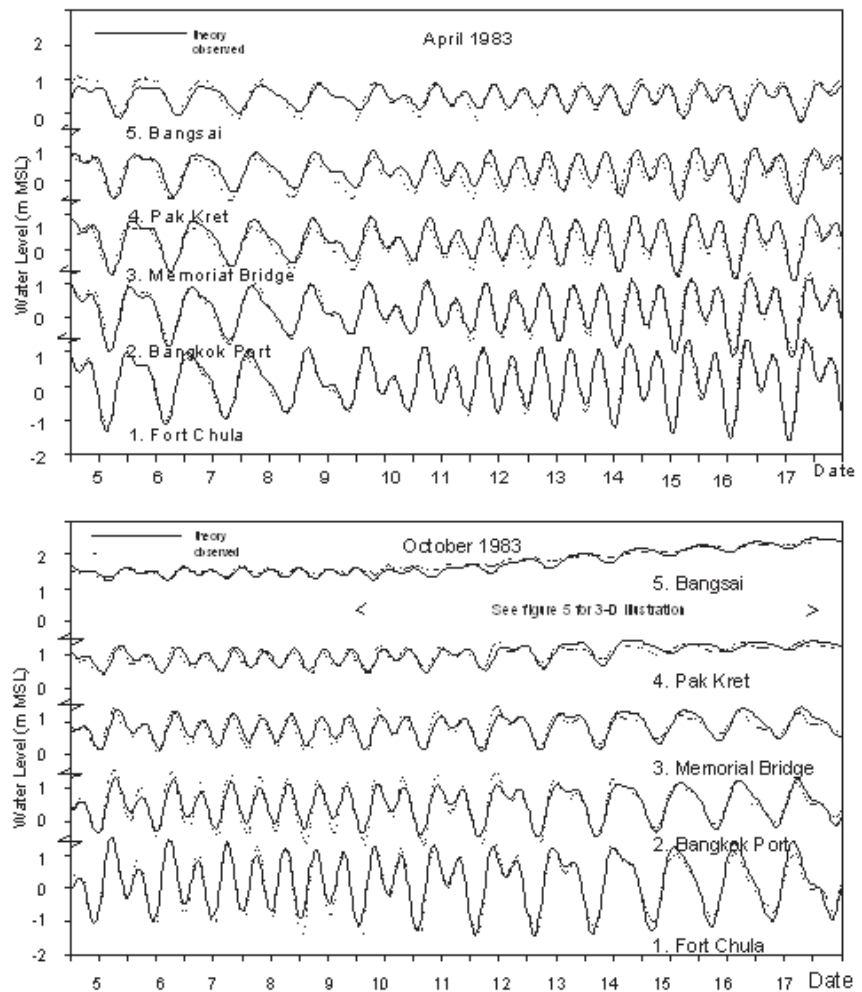 theory
observed
April 1983
2
1
0
5. Bangsai
1
0
4. Pak Kret
1
0
3. Memorial Bridge
1
0
2. Bangkok Port
1
0
-1
-2
1. Fort Chula
Water Level (m MSL)
5 6 7 8 9 10 11 12 13 14 15 16 17 Date
theory
observed
October 1983
2
1
0
5. Bangsai
< See figure 5 for 3-D Illustration >
1
0
4. Pak Kret
1
0
3. Memorial Bridge
1
0
2. Bangkok Port
1
0
-1
-2
1. Fort Chula
Water Level (m MSL)
5 6 7 8 9 10 11 12 13 14 15 16 17 Date